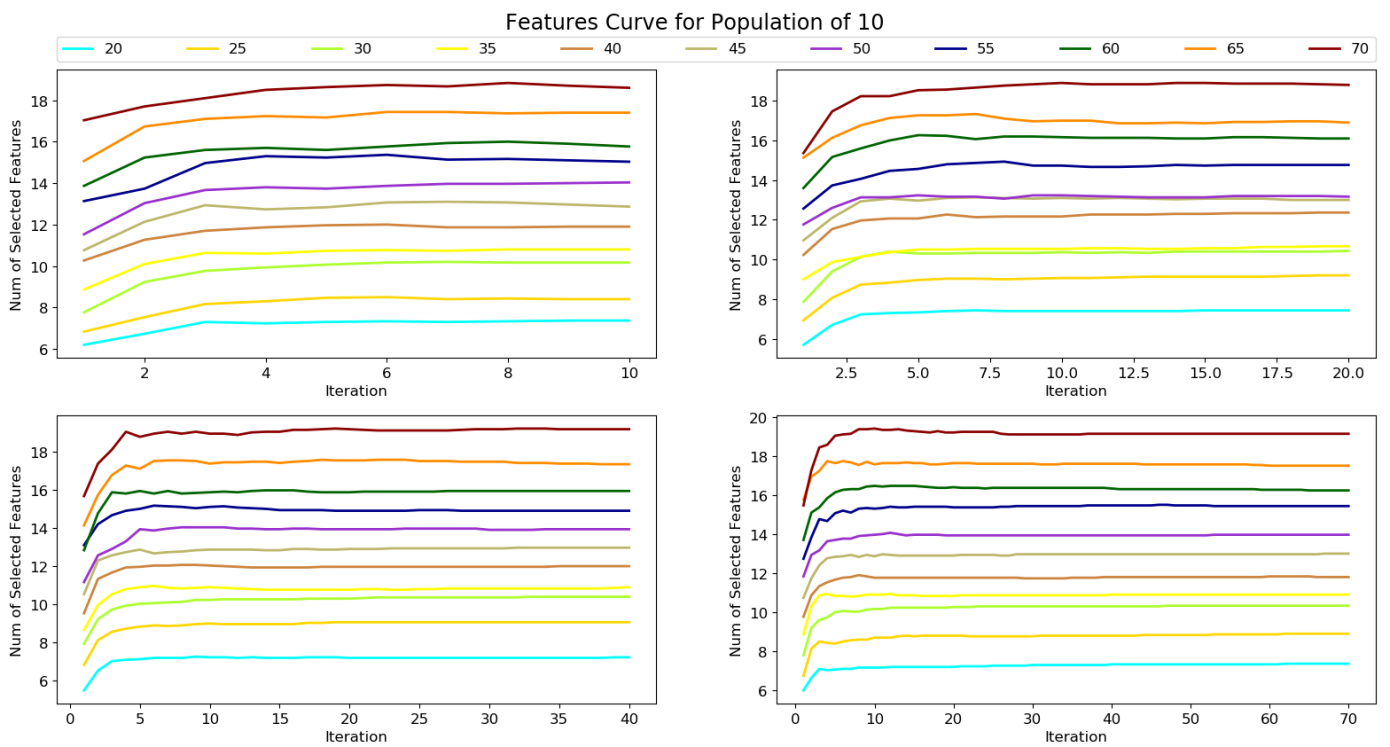 Features Curve for Population of 10
20 25 30 35 40 45 50 55 60 65 70
Num of Selected Features
18
16
14
12
10
8
6
2 4 6 8 10
Iteration
Num of Selected Features
18
16
14
12
10
8
6
2.5 5.0 7.5 10.0 12.5 15.0 17.5 20.0
Iteration
Num of Selected Features
18
16
14
12
10
8
6
0 5 10 15 20 25 30 35 40
Iteration
Num of Selected Features
20
18
16
14
12
10
8
6
0 10 20 30 40 50 60 70
Iteration